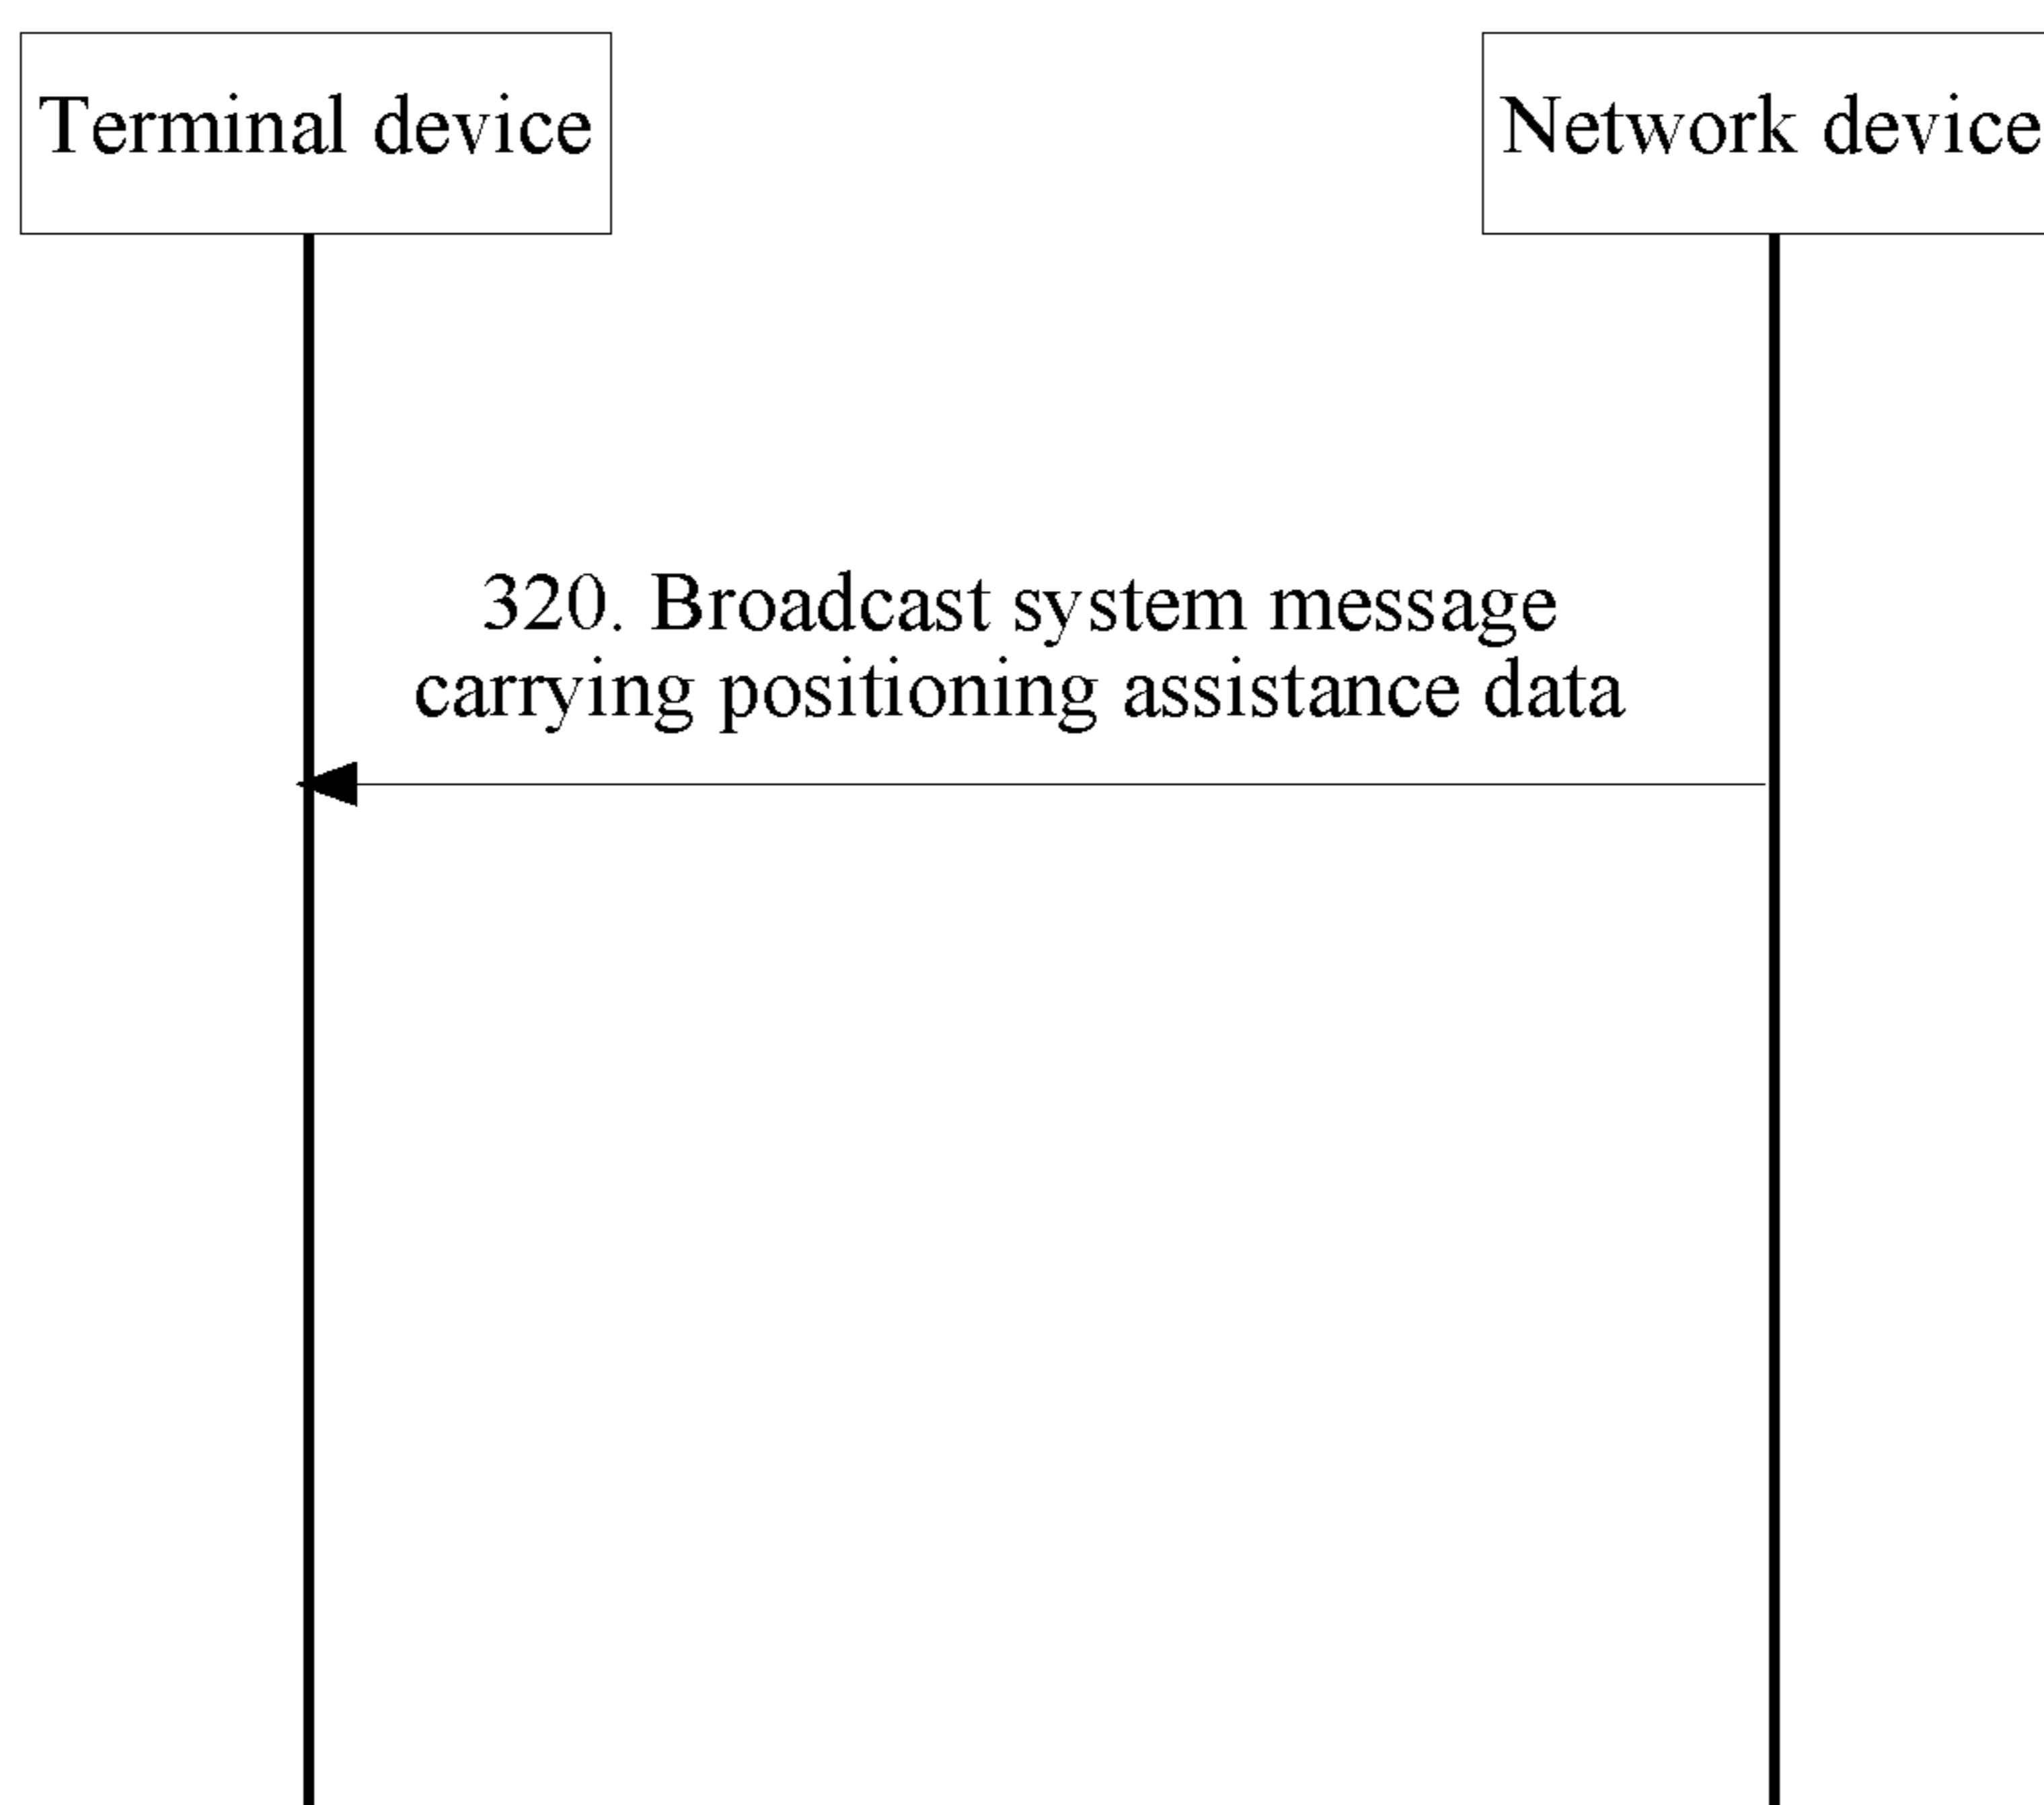 Terminal device
Network device
320. Broadcast system message
carrying positioning assistance data